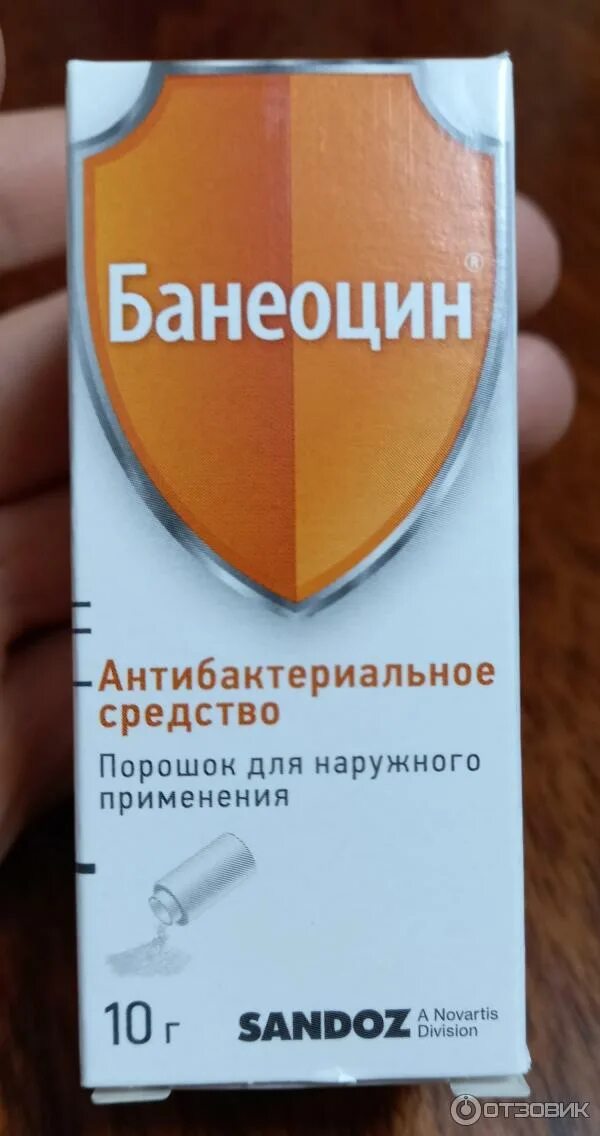 Банеоцин®
Антибактериальное
средство
Порошок для наружного
применения
10 г
SANDOZ A Novartis
Division
ОТЗОВИК